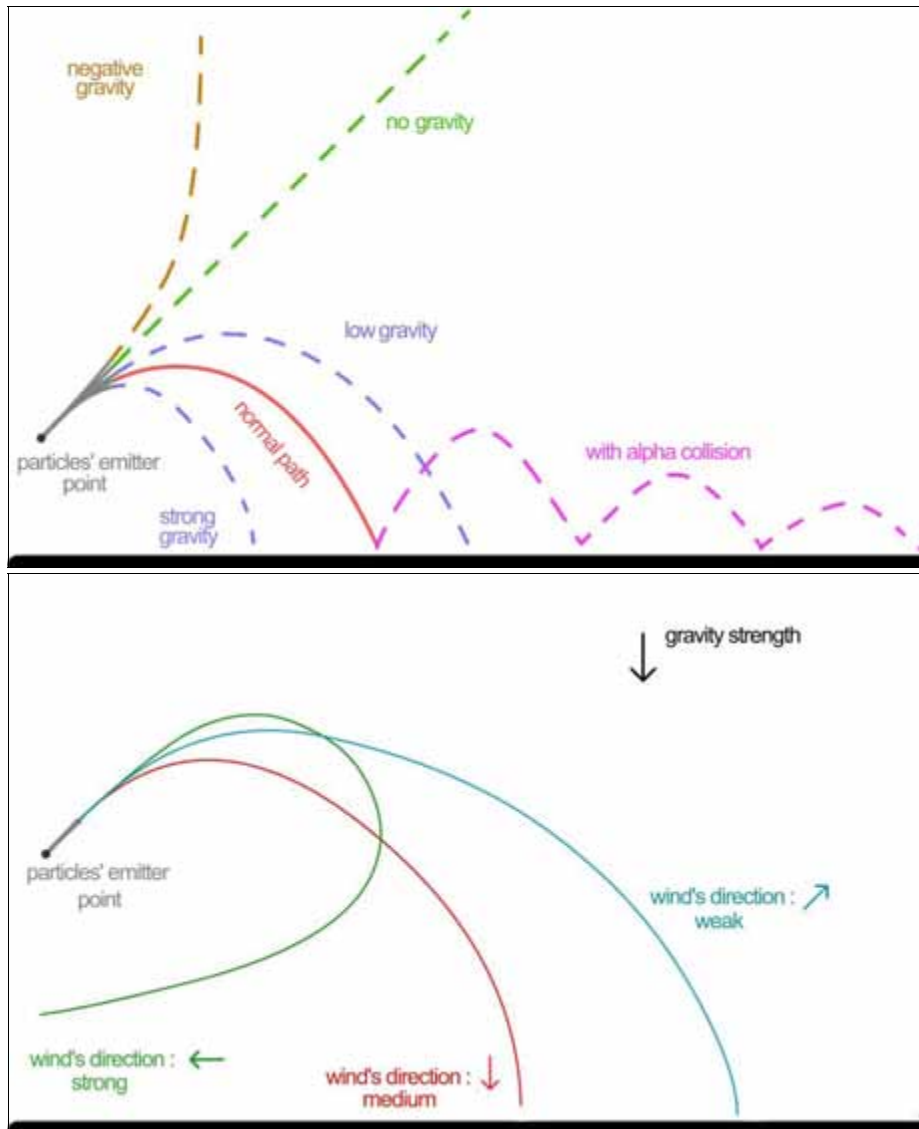 negative
gravity
no gravity
low gravity
normal path
particles' emitter
point
with alpha collision
strong
gravity
gravity strength
particles' emitter
point
wind's direction :
weak
wind's direction :
strong
wind's direction :
medium